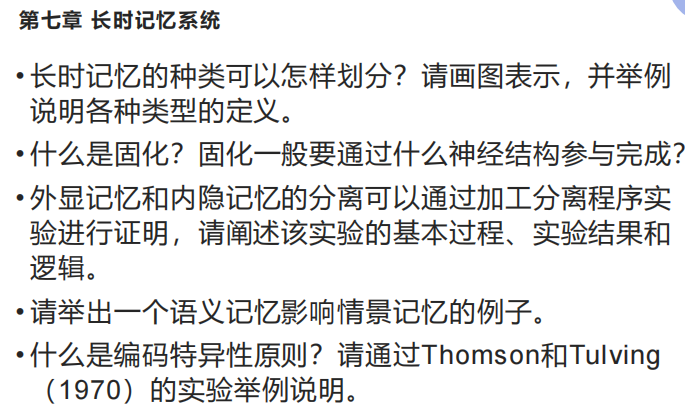 第七章 长时记忆系统
•长时记忆的种类可以怎样划分？请画图表示，并举例
说明各种类型的定义。
•什么是固化？固化一般要通过什么神经结构参与完成？
•外显记忆和内隐记忆的分离可以通过加工分离程序实
验进行证明，请阐述该实验的基本过程、实验结果和
逻辑。
•请举出一个语义记忆影响情景记忆的例子。
•什么是编码特异性原则？请通过Thomson和Tulving
（1970）的实验举例说明。